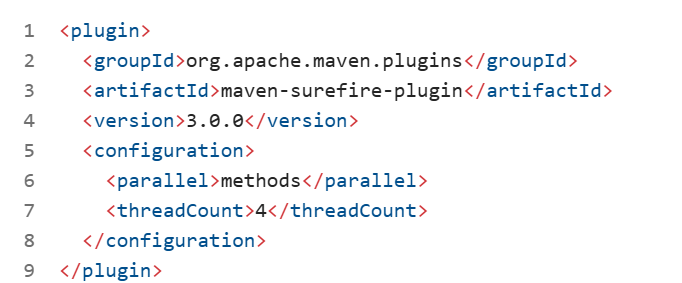 1 <plugin>
2   <groupId>org.apache.maven.plugins</groupId>
3   <artifactId>maven-surefire-plugin</artifactId>
4   <version>3.0.0</version>
5   <configuration>
6     <parallel>methods</parallel>
7     <threadCount>4</threadCount>
8   </configuration>
9 </plugin>